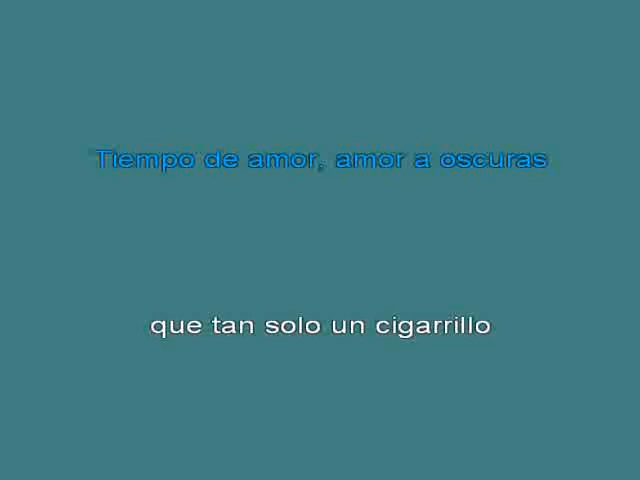 Tiempo de amor, amor a oscuras
que tan solo un cigarrillo